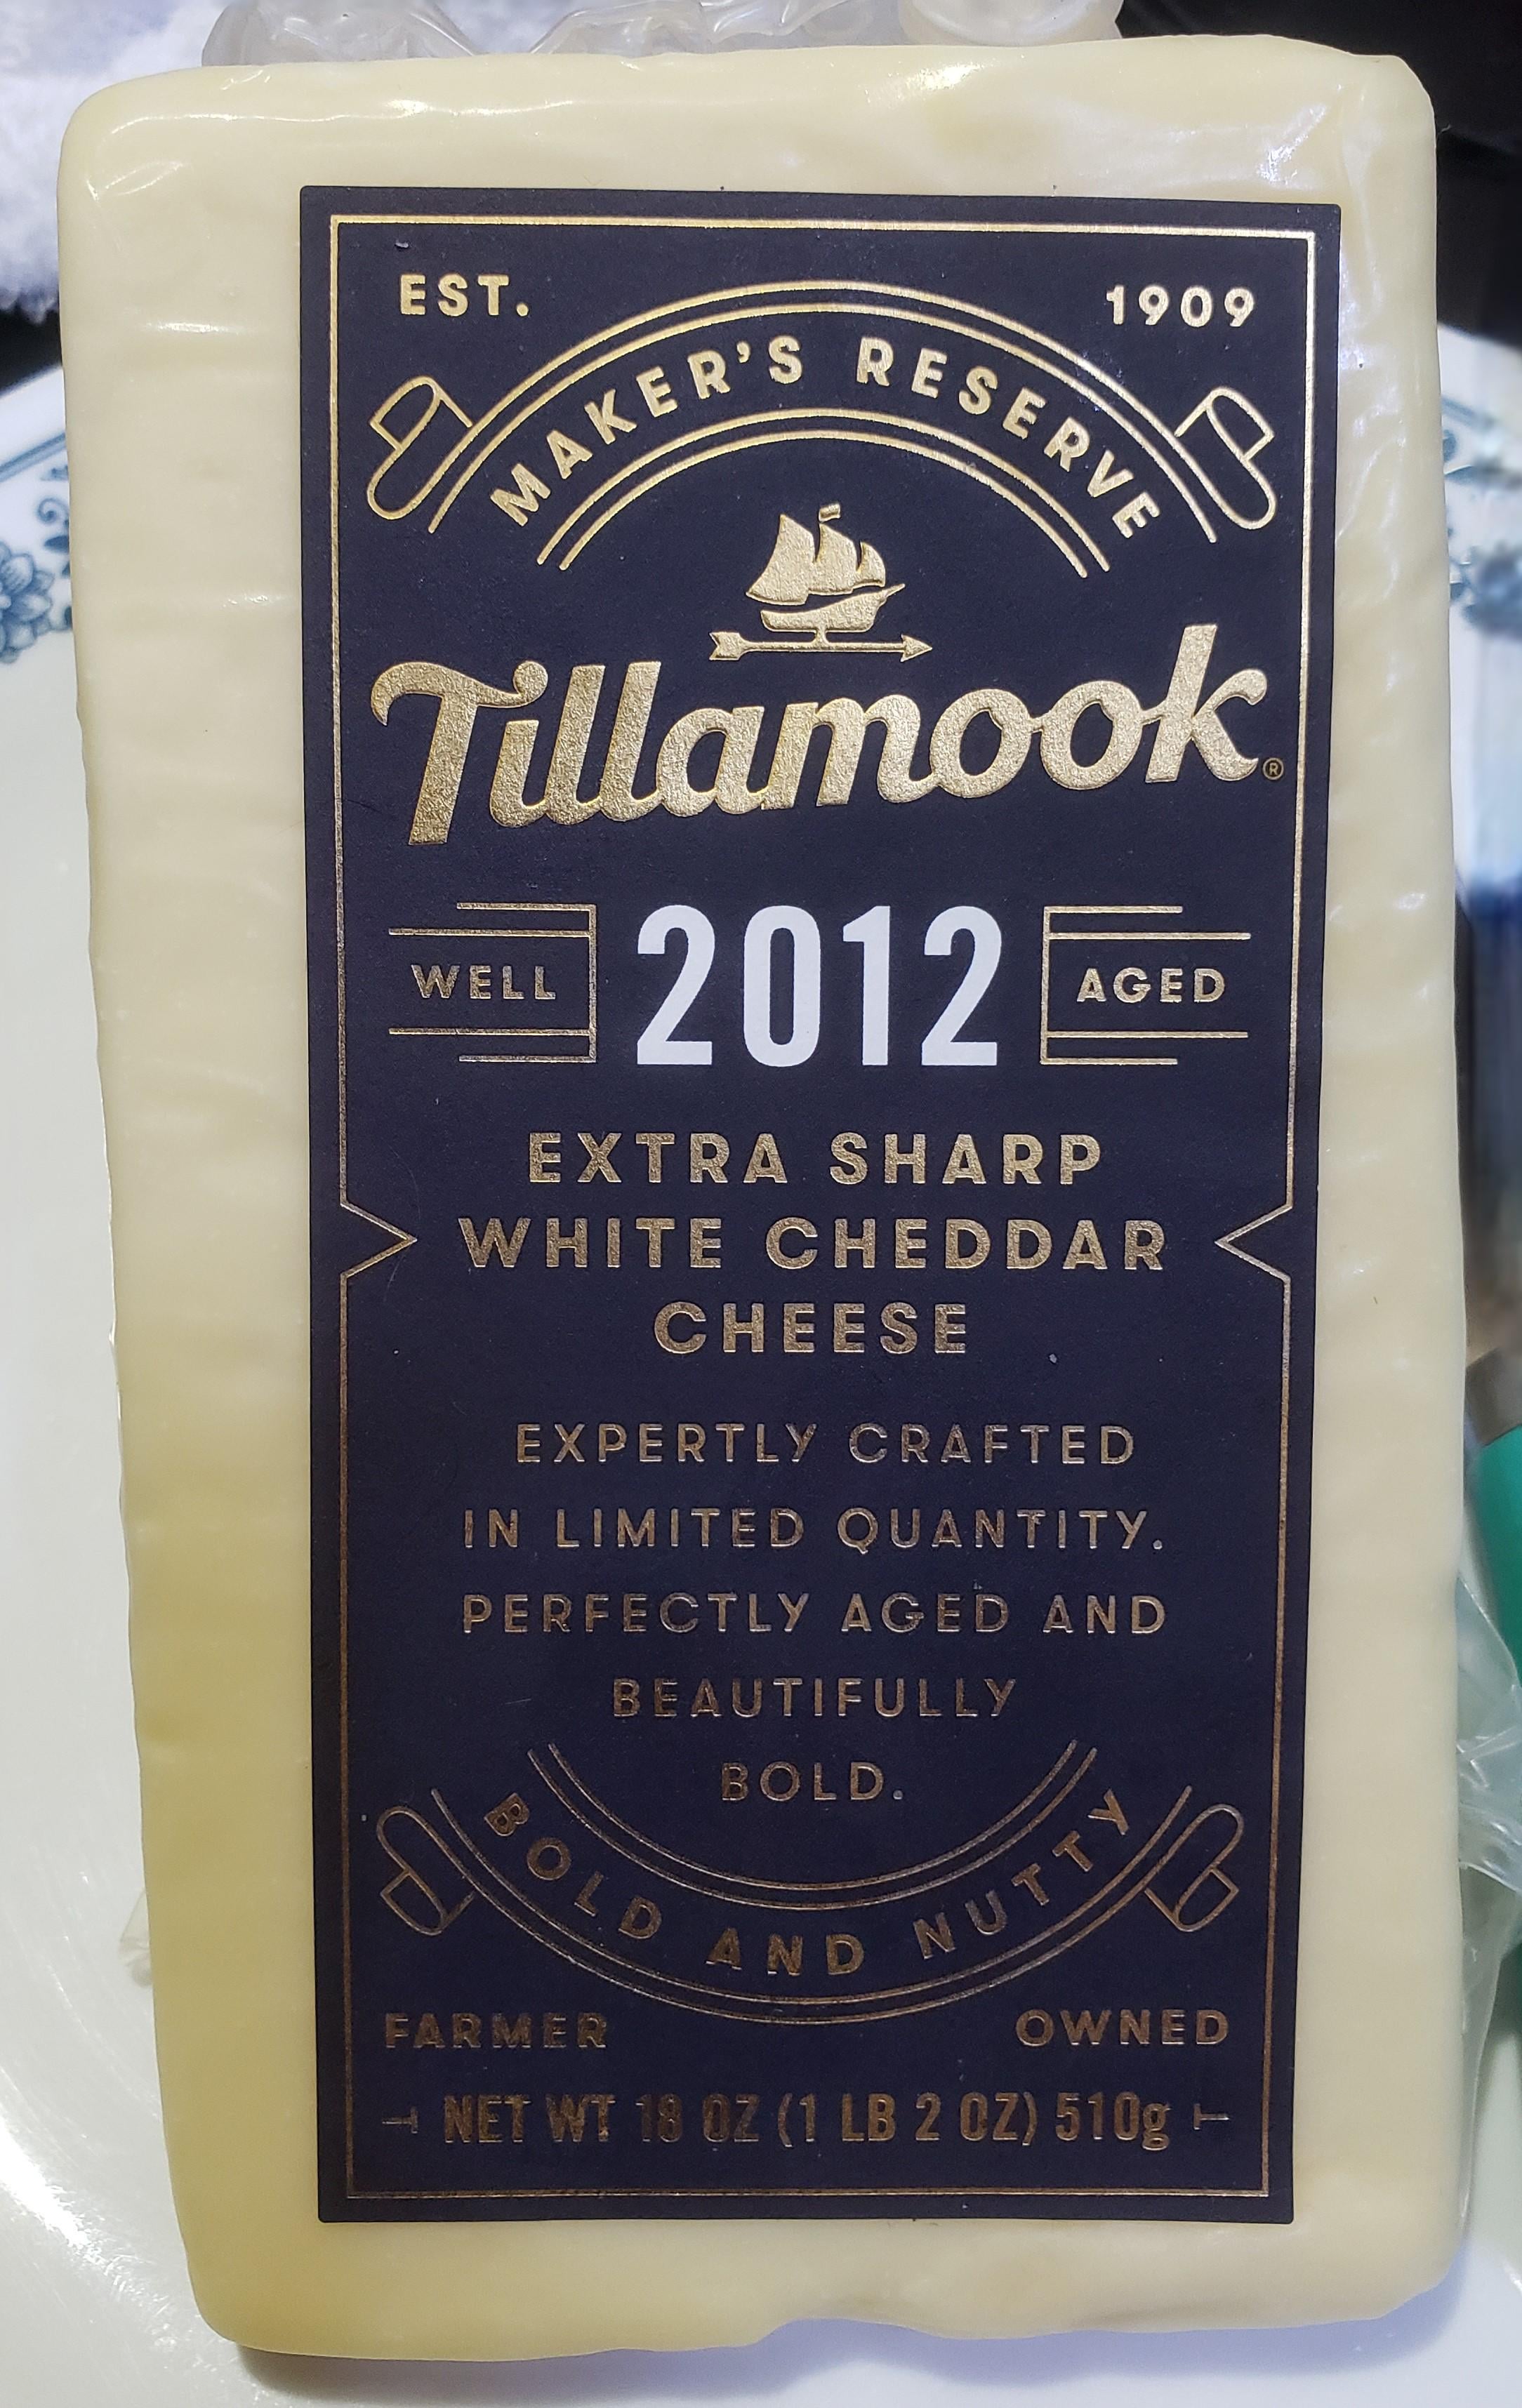 EST. 1909
MAKER'S RESERVE
Tillamook®
WELL 2012 AGED
EXTRA SHARP
WHITE CHEDDAR
CHEESE
EXPERTLY CRAFTED
IN LIMITED QUANTITY.
PERFECTLY AGED AND
BEAUTIFULLY
BOLD.
BOLD AND NUTTY
FARMER OWNED
NET WT 18 OZ (1 LB 2 OZ) 510g